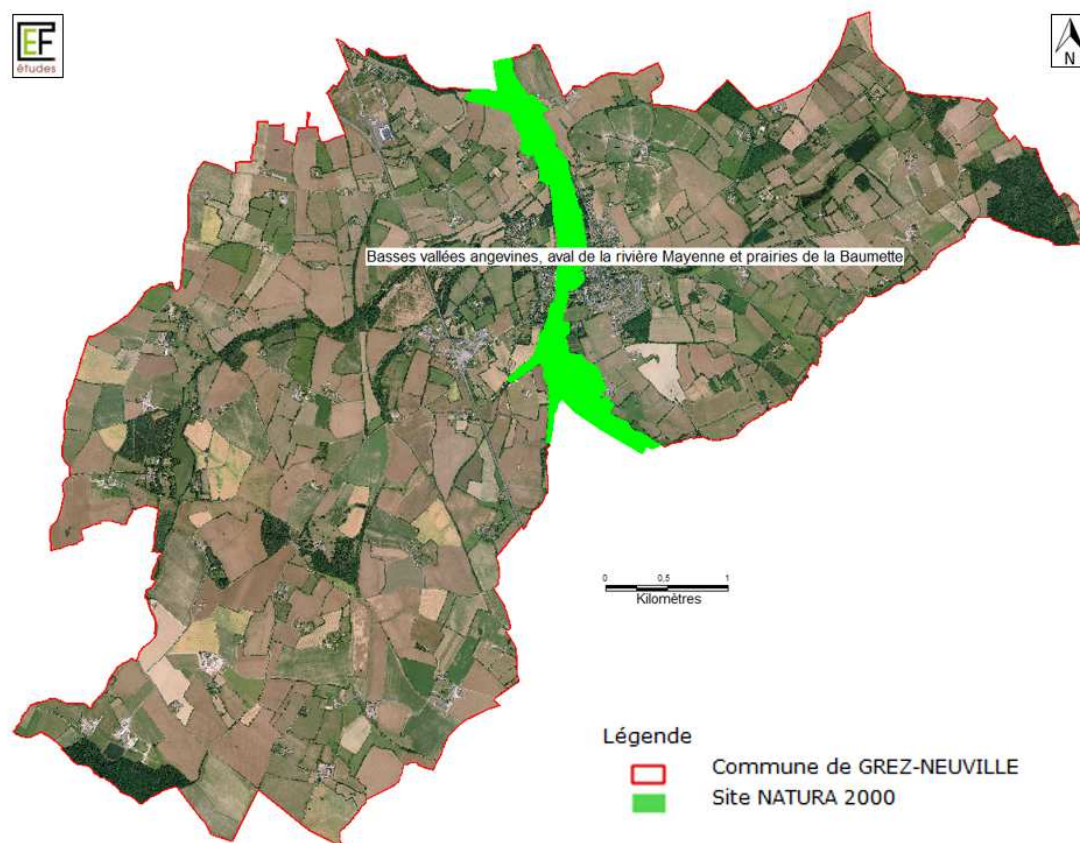 EF
études
N
Basses vallées angevines, aval de la rivière Mayenne et prairies de la Baumette
0 0,5 1
Kilomètres
Légende
Commune de GREZ-NEUVILLE
Site NATURA 2000